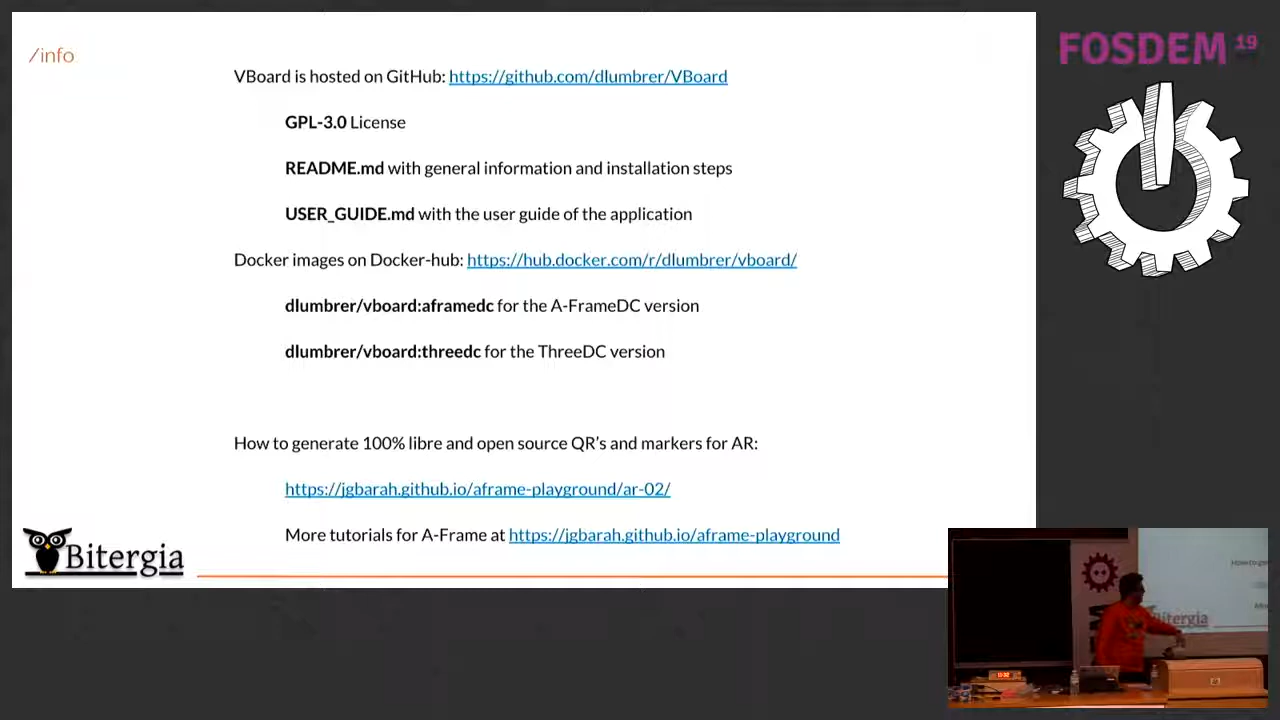 /info
FOSDEM 19
VBoard is hosted on GitHub: https://github.com/dlumbrer/VBoard
GPL-3.0 License
README.md with general information and installation steps
USER_GUIDE.md with the user guide of the application
Docker images on Docker-hub: https://hub.docker.com/r/dlumbrer/vboard/
dlumbrer/vboard:aframedc for the A-FrameDC version
dlumbrer/vboard:threedc for the ThreeDC version
How to generate 100% libre and open source QR's and markers for AR:
https://jgbarah.github.io/aframe-playground/ar-02/
More tutorials for A-Frame at https://jgbarah.github.io/aframe-playground
Bitergia
Bitergia